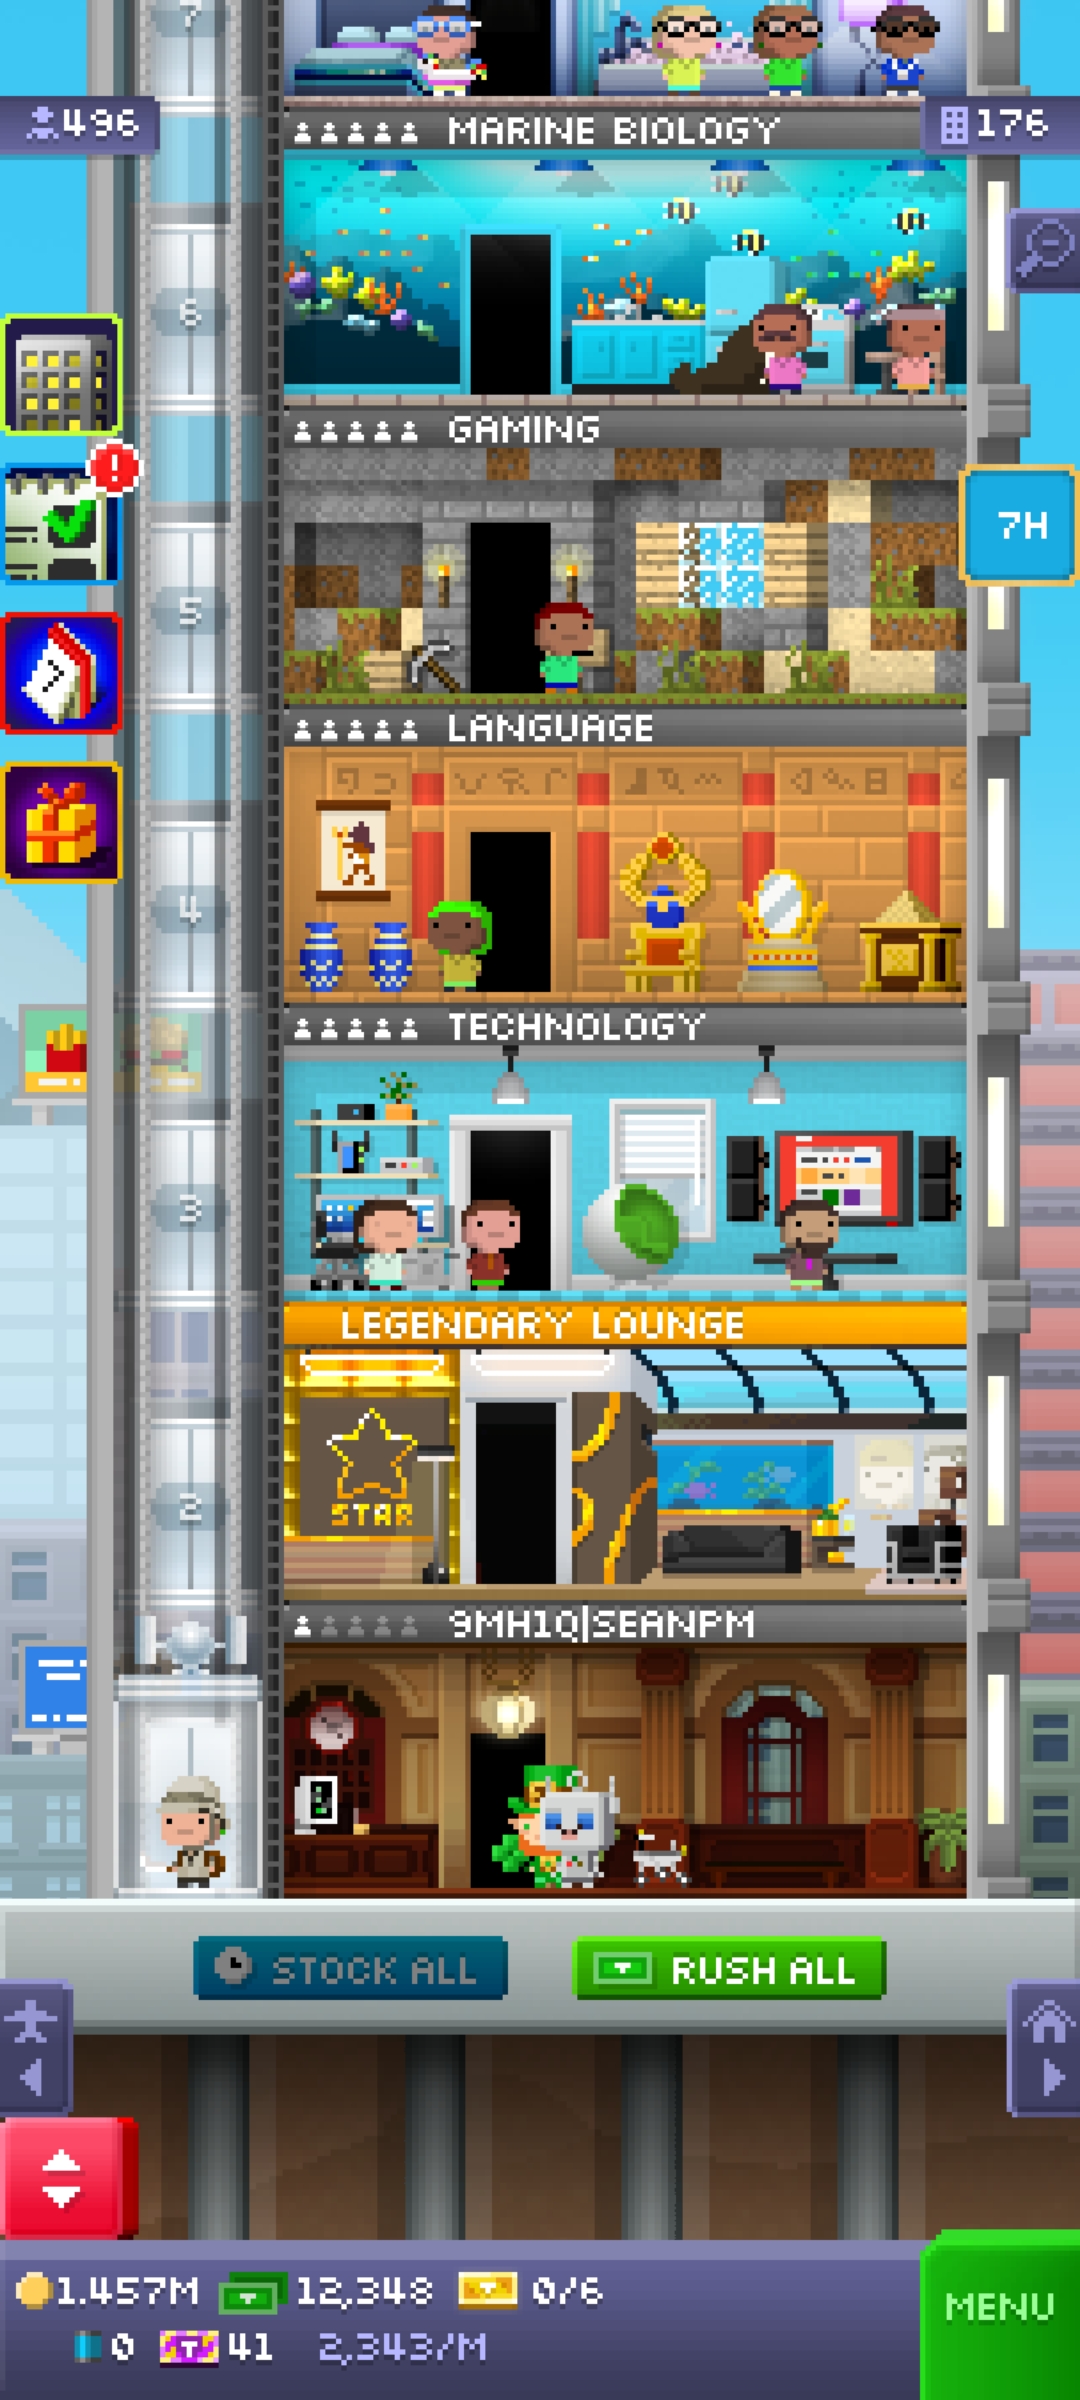 7
496
MARINE BIOLOGY
176
6
GAMING
7H
5
LANGUAGE
4
TECHNOLOGY
3
LEGENDARY LOUNGE
STAR
2
9MH1Q|SEANPM
STOCK ALL
RUSH ALL
1.457M 12,348 0/6
MENU
0 41 2,343/M